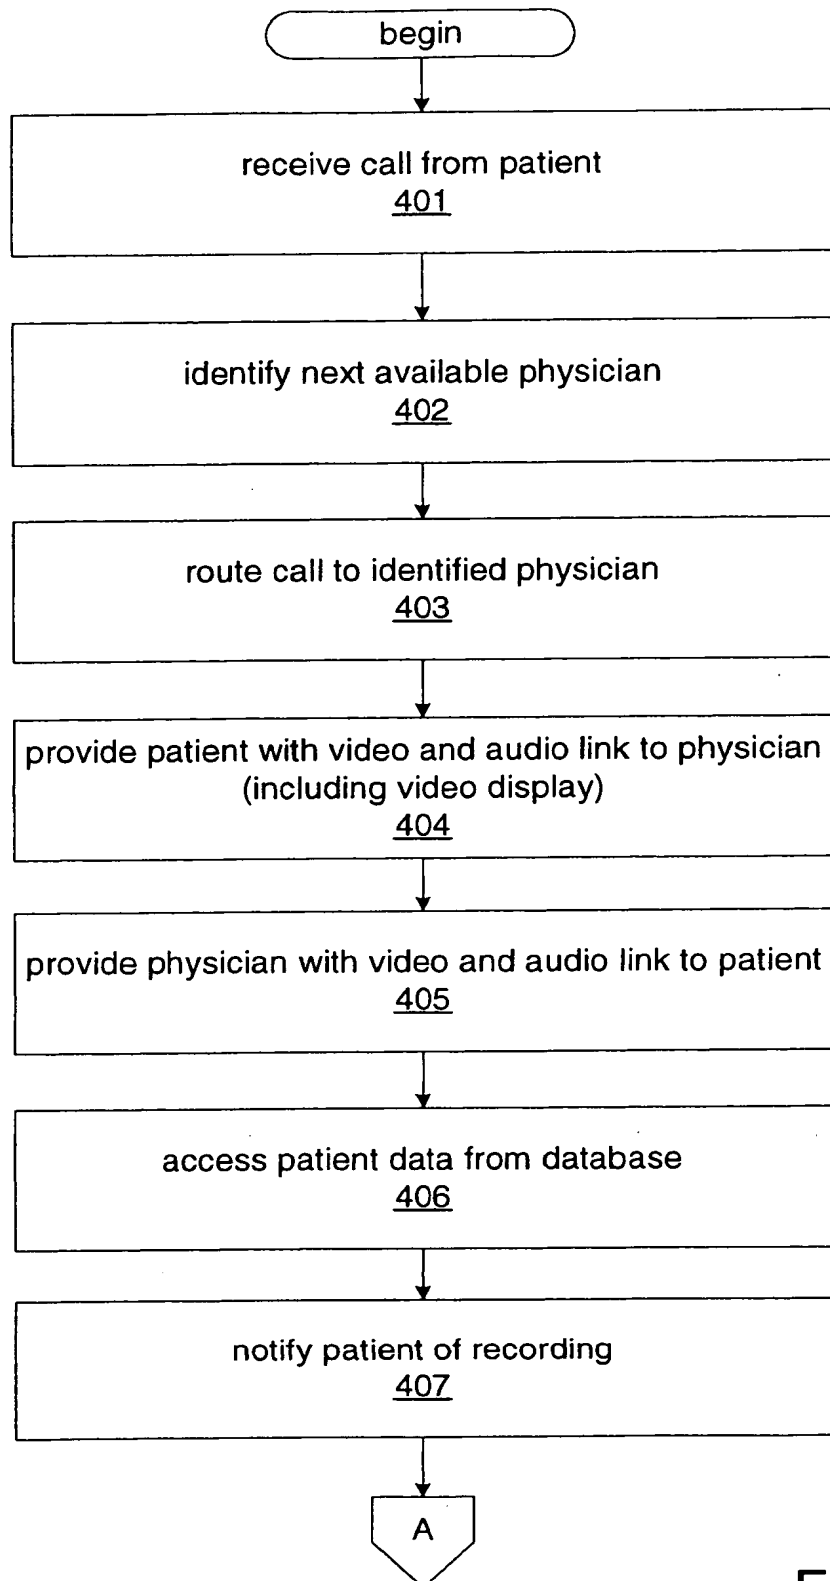 begin
receive call from patient
401
identify next available physician
402
route call to identified physician
403
provide patient with video and audio link to physician
(including video display)
404
provide physician with video and audio link to patient
405
access patient data from database
406
notify patient of recording
407
A